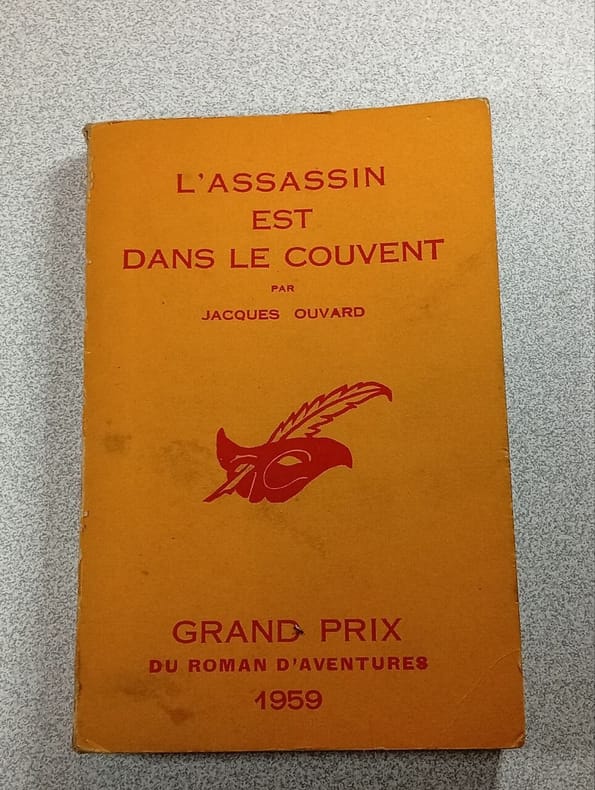 L'ASSASSIN
EST
DANS LE COUVENT
PAR
JACQUES OUVARD
GRAND PRIX
DU ROMAN D'AVENTURES
1959